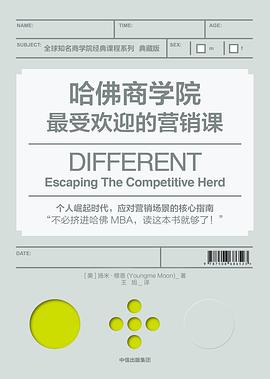 NAME: TIME: AGE:
SUBJECT: 全球知名商学院经典课程系列 典藏版 SEX: m f
哈佛商学院
最受欢迎的营销课
DIFFERENT
Escaping The Competitive Herd
个人崛起时代，应对营销场景的核心指南
“不必挤进哈佛 MBA，读这本书就够了！”
DATE:
[美] 扬米·穆恩 (Youngme Moon)_著
王 旭_译
中信出版集团